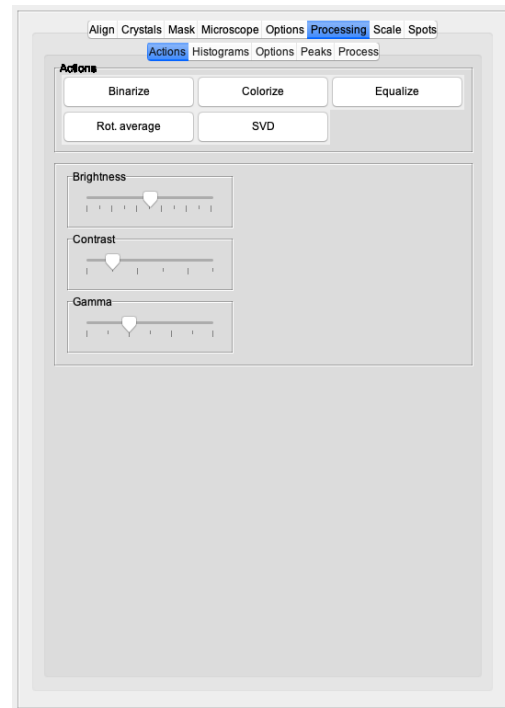 Align Crystals Mask Microscope Options Processing Scale Spots
Actions Histograms Options Peaks Process
Actions
Binarize Colorize Equalize
Rot. average SVD
Brightness
Contrast
Gamma